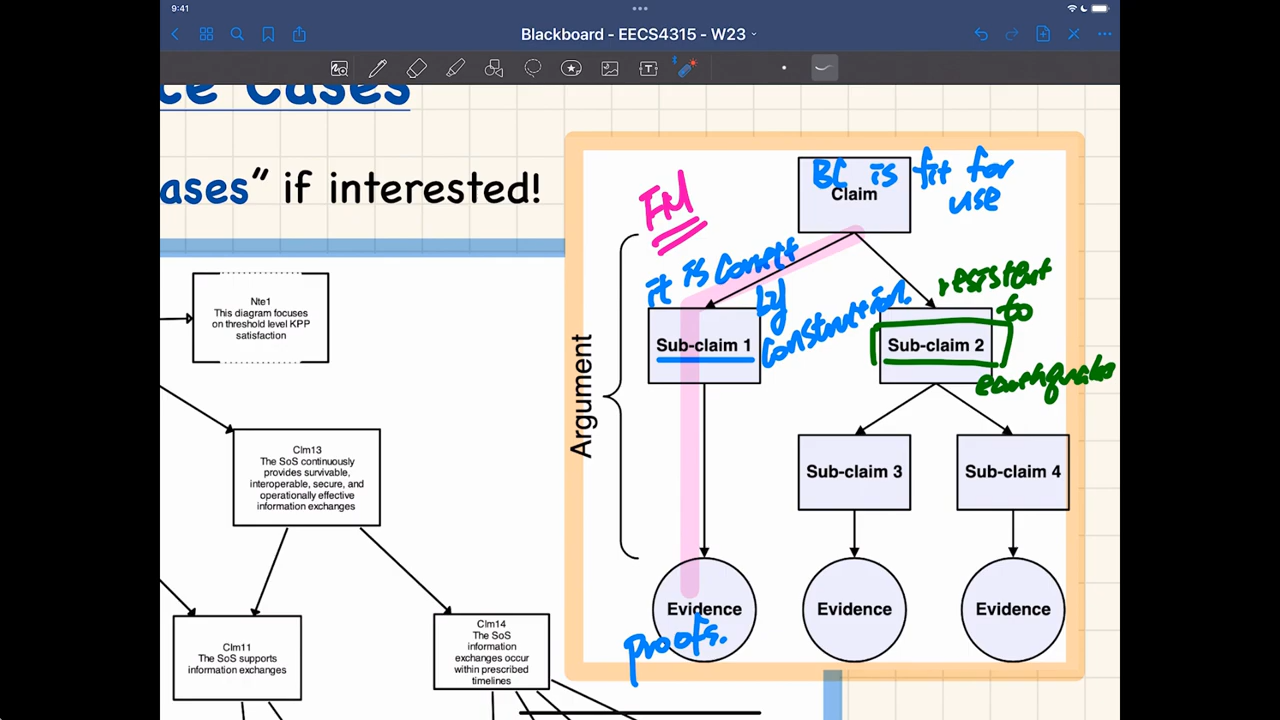 9:41
Blackboard - EECS4315 - W23
ce Cases
ases” if interested!
Nte1
This diagram focuses
on threshold level KPP
satisfaction
Clm13
The SoS continuously
provides survivable,
interoperable, secure, and
operationally effective
information exchanges
Clm11
The SoS supports
information exchanges
Clm14
The SoS
information
exchanges occur
within prescribed
timelines
FM
BC is fit for
use
Claim
it is correct
by
construction.
resistant
to
earthquakes
Argument
Sub-claim 1
Sub-claim 2
Sub-claim 3
Sub-claim 4
Evidence
Evidence
Evidence
proofs.